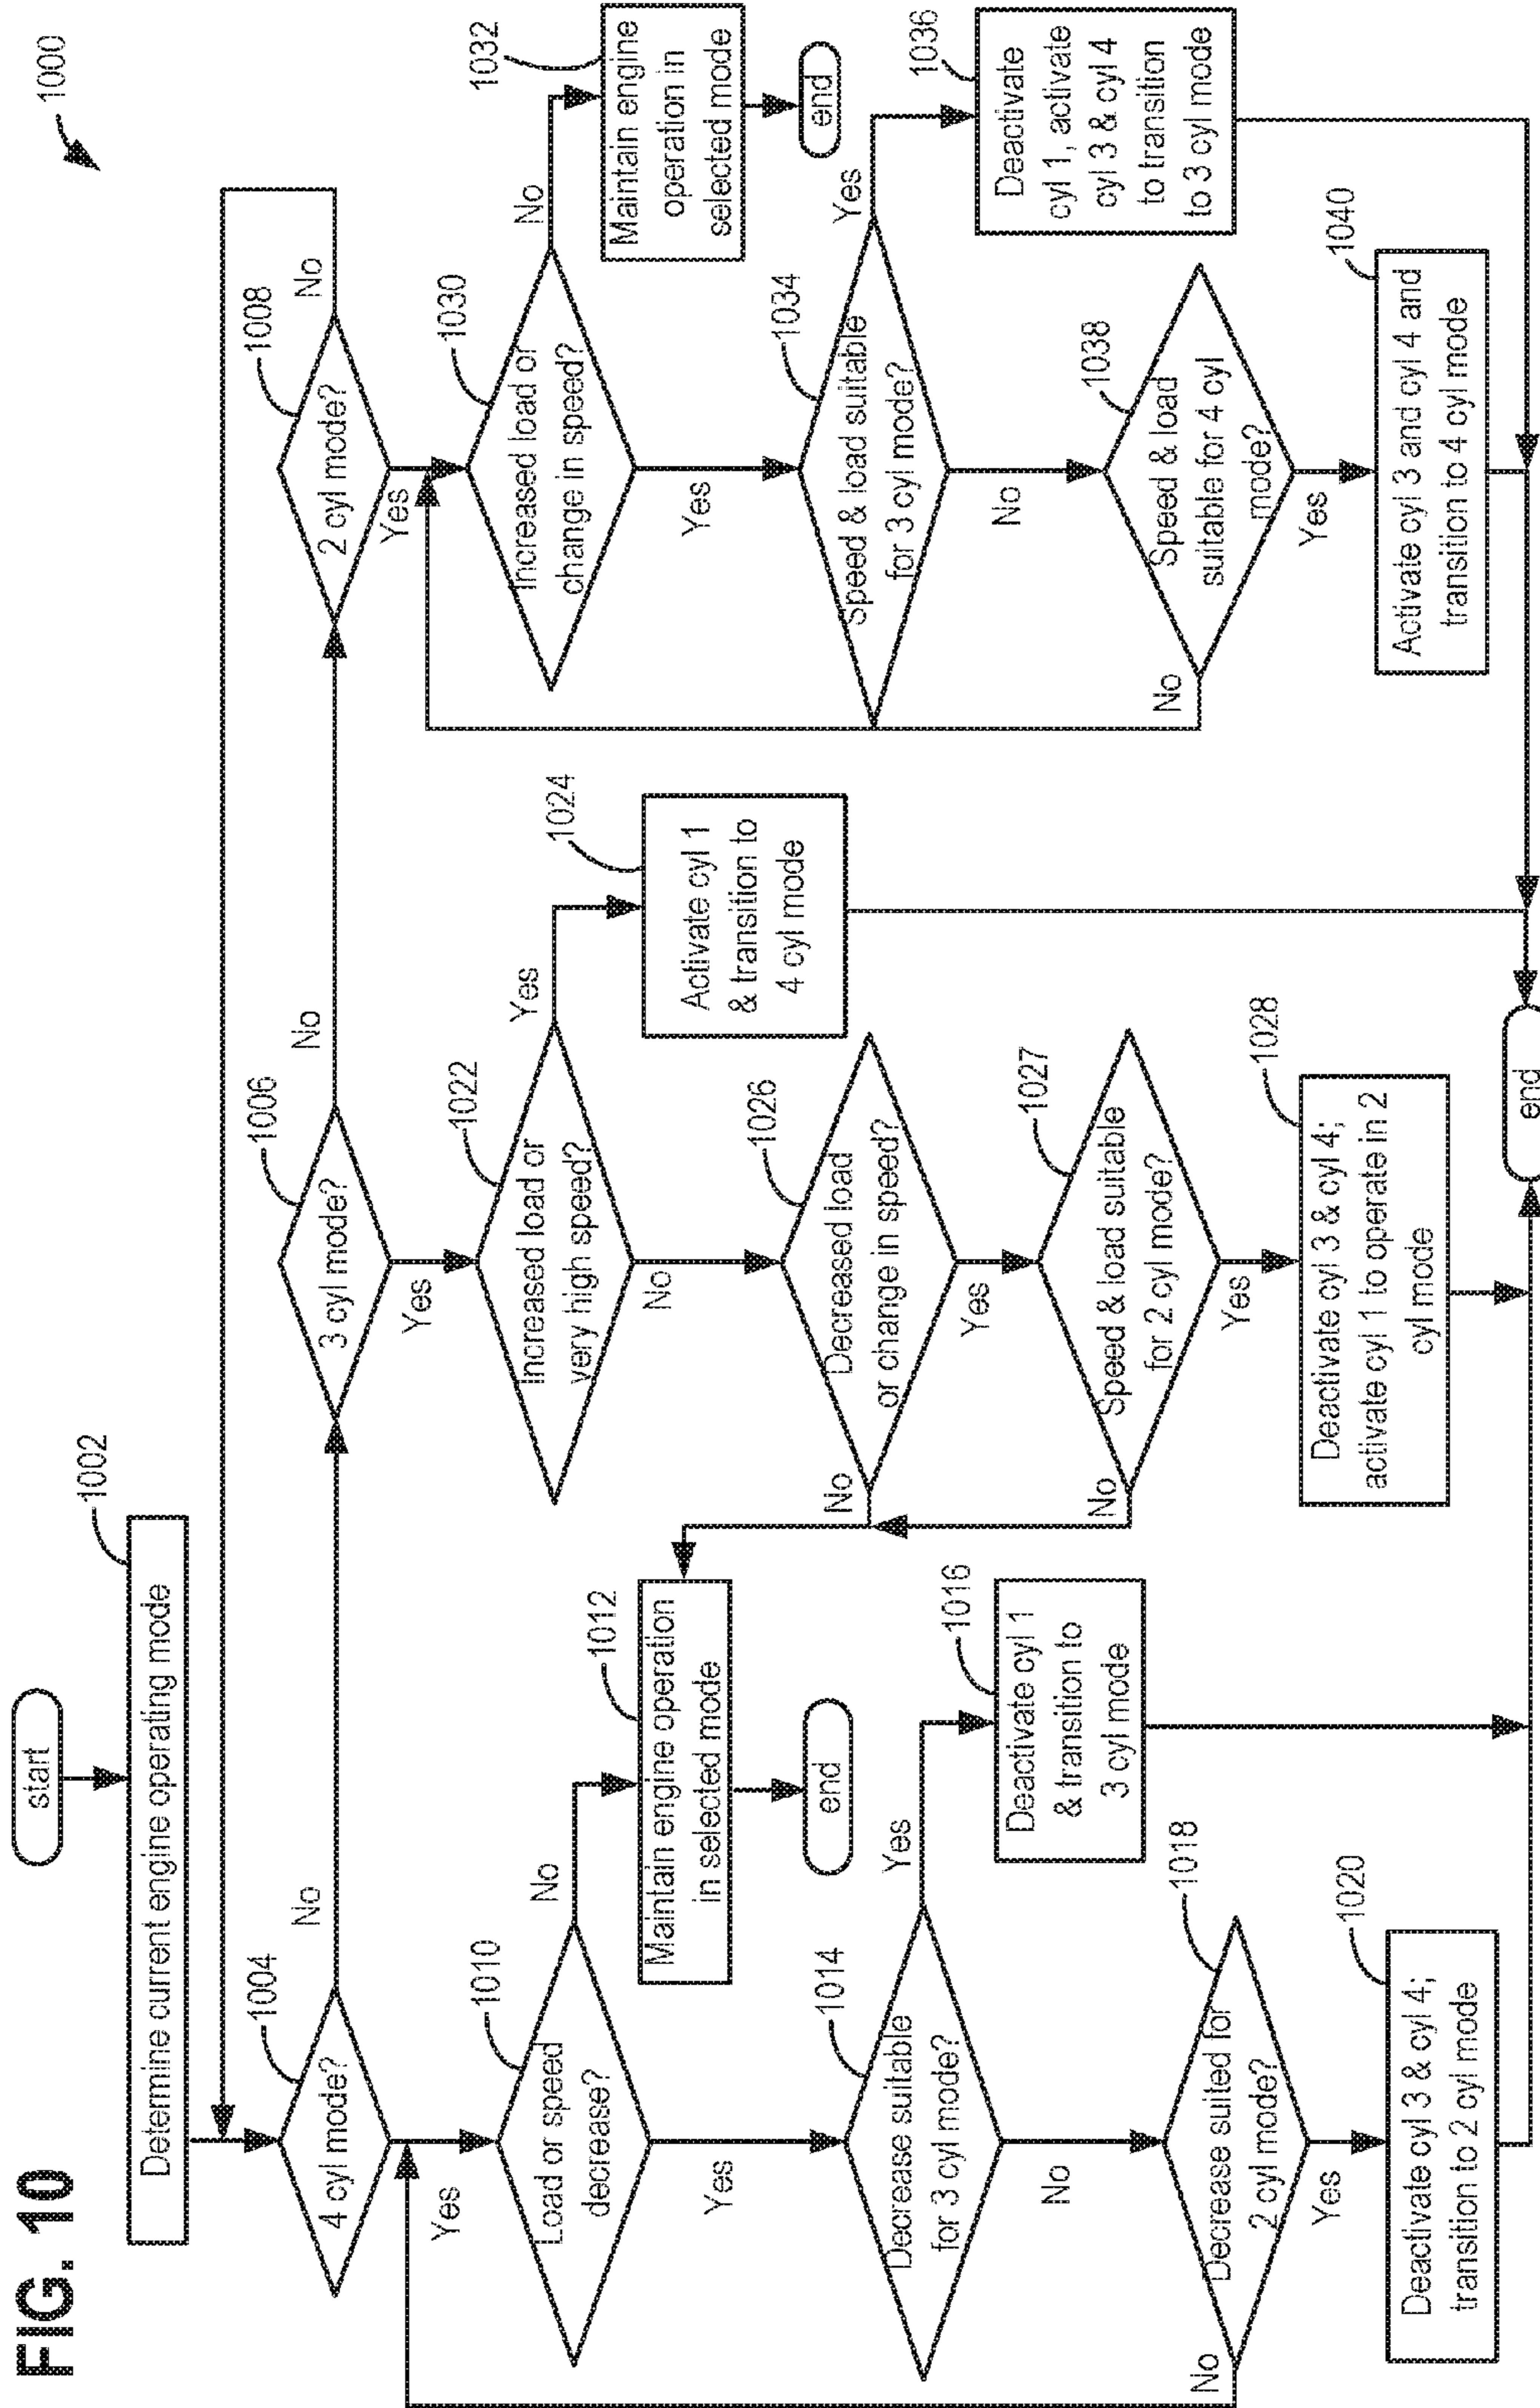 FIG. 10
1000
start
1002
Determine current engine operating mode
1004
4 cyl mode?
No
Yes
1006
3 cyl mode?
No
Yes
1008
2 cyl mode?
No
Yes
1010
Load or speed
decrease?
No
Yes
1012
Maintain engine operation
in selected mode
end
1014
Decrease suitable
for 3 cyl mode?
Yes
No
1016
Deactivate cyl 1
& transition to
3 cyl mode
1018
Decrease suited for
2 cyl mode?
No
Yes
1020
Deactivate cyl 3 & cyl 4;
transition to 2 cyl mode
1022
Increased load or
very high speed?
Yes
No
1024
Activate cyl 1
& transition to
4 cyl mode
1026
Decreased load
or change in speed?
No
Yes
1027
Speed & load suitable
for 2 cyl mode?
No
Yes
1028
Deactivate cyl 3 & cyl 4;
activate cyl 1 to operate in 2
cyl mode
1030
Increased load or
change in speed?
No
Yes
1032
Maintain engine
operation in
selected mode
end
1034
Speed & load suitable
for 3 cyl mode?
Yes
No
1036
Deactivate
cyl 1, activate
cyl 3 & cyl 4
to transition
to 3 cyl mode
1038
Speed & load
suitable for 4 cyl
mode?
No
Yes
1040
Activate cyl 3 and cyl 4 and
transition to 4 cyl mode
end